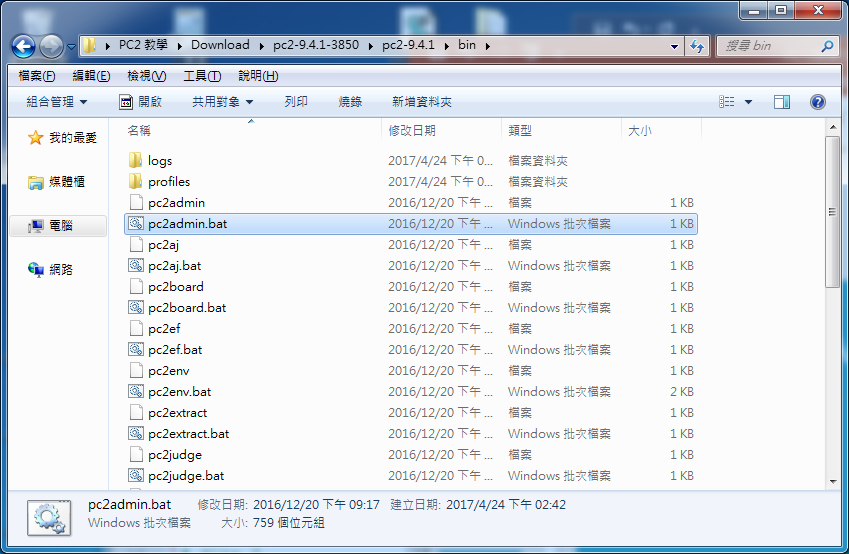 PC2 教學 Download pc2-9.4.1-3850 pc2-9.4.1 bin 搜尋 bin
檔案(F) 編輯(E) 檢視(V) 工具(T) 說明(H)
組合管理 開啟 共用對象 列印 燒錄 新增資料夾
我的最愛
媒體櫃
電腦
網路
名稱 修改日期 類型 大小
logs 2017/4/24 下午 0... 檔案資料夾
profiles 2017/4/24 下午 0... 檔案資料夾
pc2admin 2016/12/20 下午 ... 檔案 1 KB
pc2admin.bat 2016/12/20 下午 ... Windows 批次檔案 1 KB
pc2aj 2016/12/20 下午 ... 檔案 1 KB
pc2aj.bat 2016/12/20 下午 ... Windows 批次檔案 1 KB
pc2board 2016/12/20 下午 ... 檔案 1 KB
pc2board.bat 2016/12/20 下午 ... Windows 批次檔案 1 KB
pc2ef 2016/12/20 下午 ... 檔案 1 KB
pc2ef.bat 2016/12/20 下午 ... Windows 批次檔案 1 KB
pc2env 2016/12/20 下午 ... 檔案 1 KB
pc2env.bat 2016/12/20 下午 ... Windows 批次檔案 2 KB
pc2extract 2016/12/20 下午 ... 檔案 1 KB
pc2extract.bat 2016/12/20 下午 ... Windows 批次檔案 1 KB
pc2judge 2016/12/20 下午 ... 檔案 1 KB
pc2judge.bat 2016/12/20 下午 ... Windows 批次檔案 1 KB
pc2admin.bat 修改日期: 2016/12/20 下午 09:17 建立日期: 2017/4/24 下午 02:42
Windows 批次檔案 大小: 759 個位元組